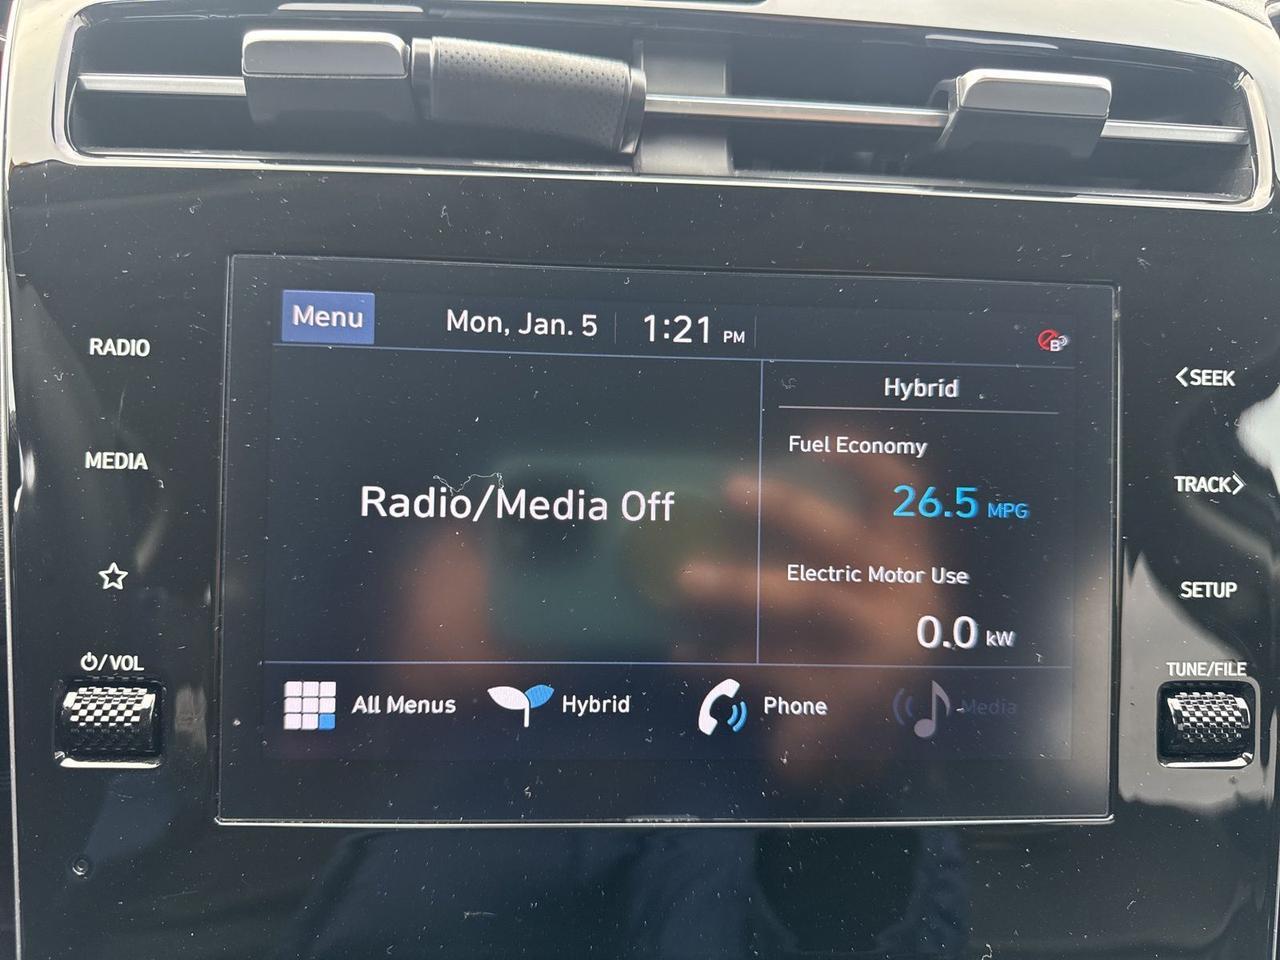 RADIO
MEDIA
/VOL
Menu
Mon, Jan. 5
1:21 PM
B
Radio/Media Off
Hybrid
Fuel Economy
26.5 MPG
Electric Motor Use
0.0 kW
All Menus
Hybrid
Phone
Media
<SEEK
TRACK>
SETUP
TUNE/FILE